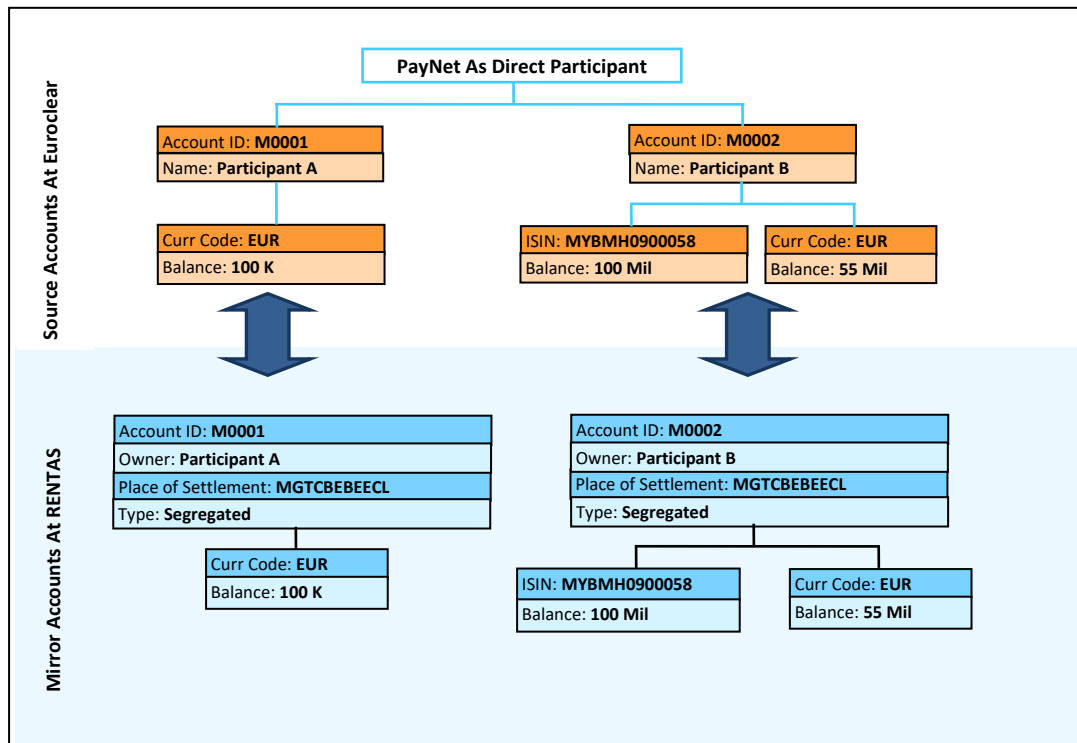 PayNet As Direct Participant
Source Accounts At Euroclear
Account ID: M0001
Name: Participant A
Account ID: M0002
Name: Participant B
Curr Code: EUR
Balance: 100 K
ISIN: MYBMH0900058
Balance: 100 Mil
Curr Code: EUR
Balance: 55 Mil
Mirror Accounts At RENTAS
Account ID: M0001
Owner: Participant A
Place of Settlement: MGTCBEBEECL
Type: Segregated
Account ID: M0002
Owner: Participant B
Place of Settlement: MGTCBEBEECL
Type: Segregated
Curr Code: EUR
Balance: 100 K
ISIN: MYBMH0900058
Balance: 100 Mil
Curr Code: EUR
Balance: 55 Mil